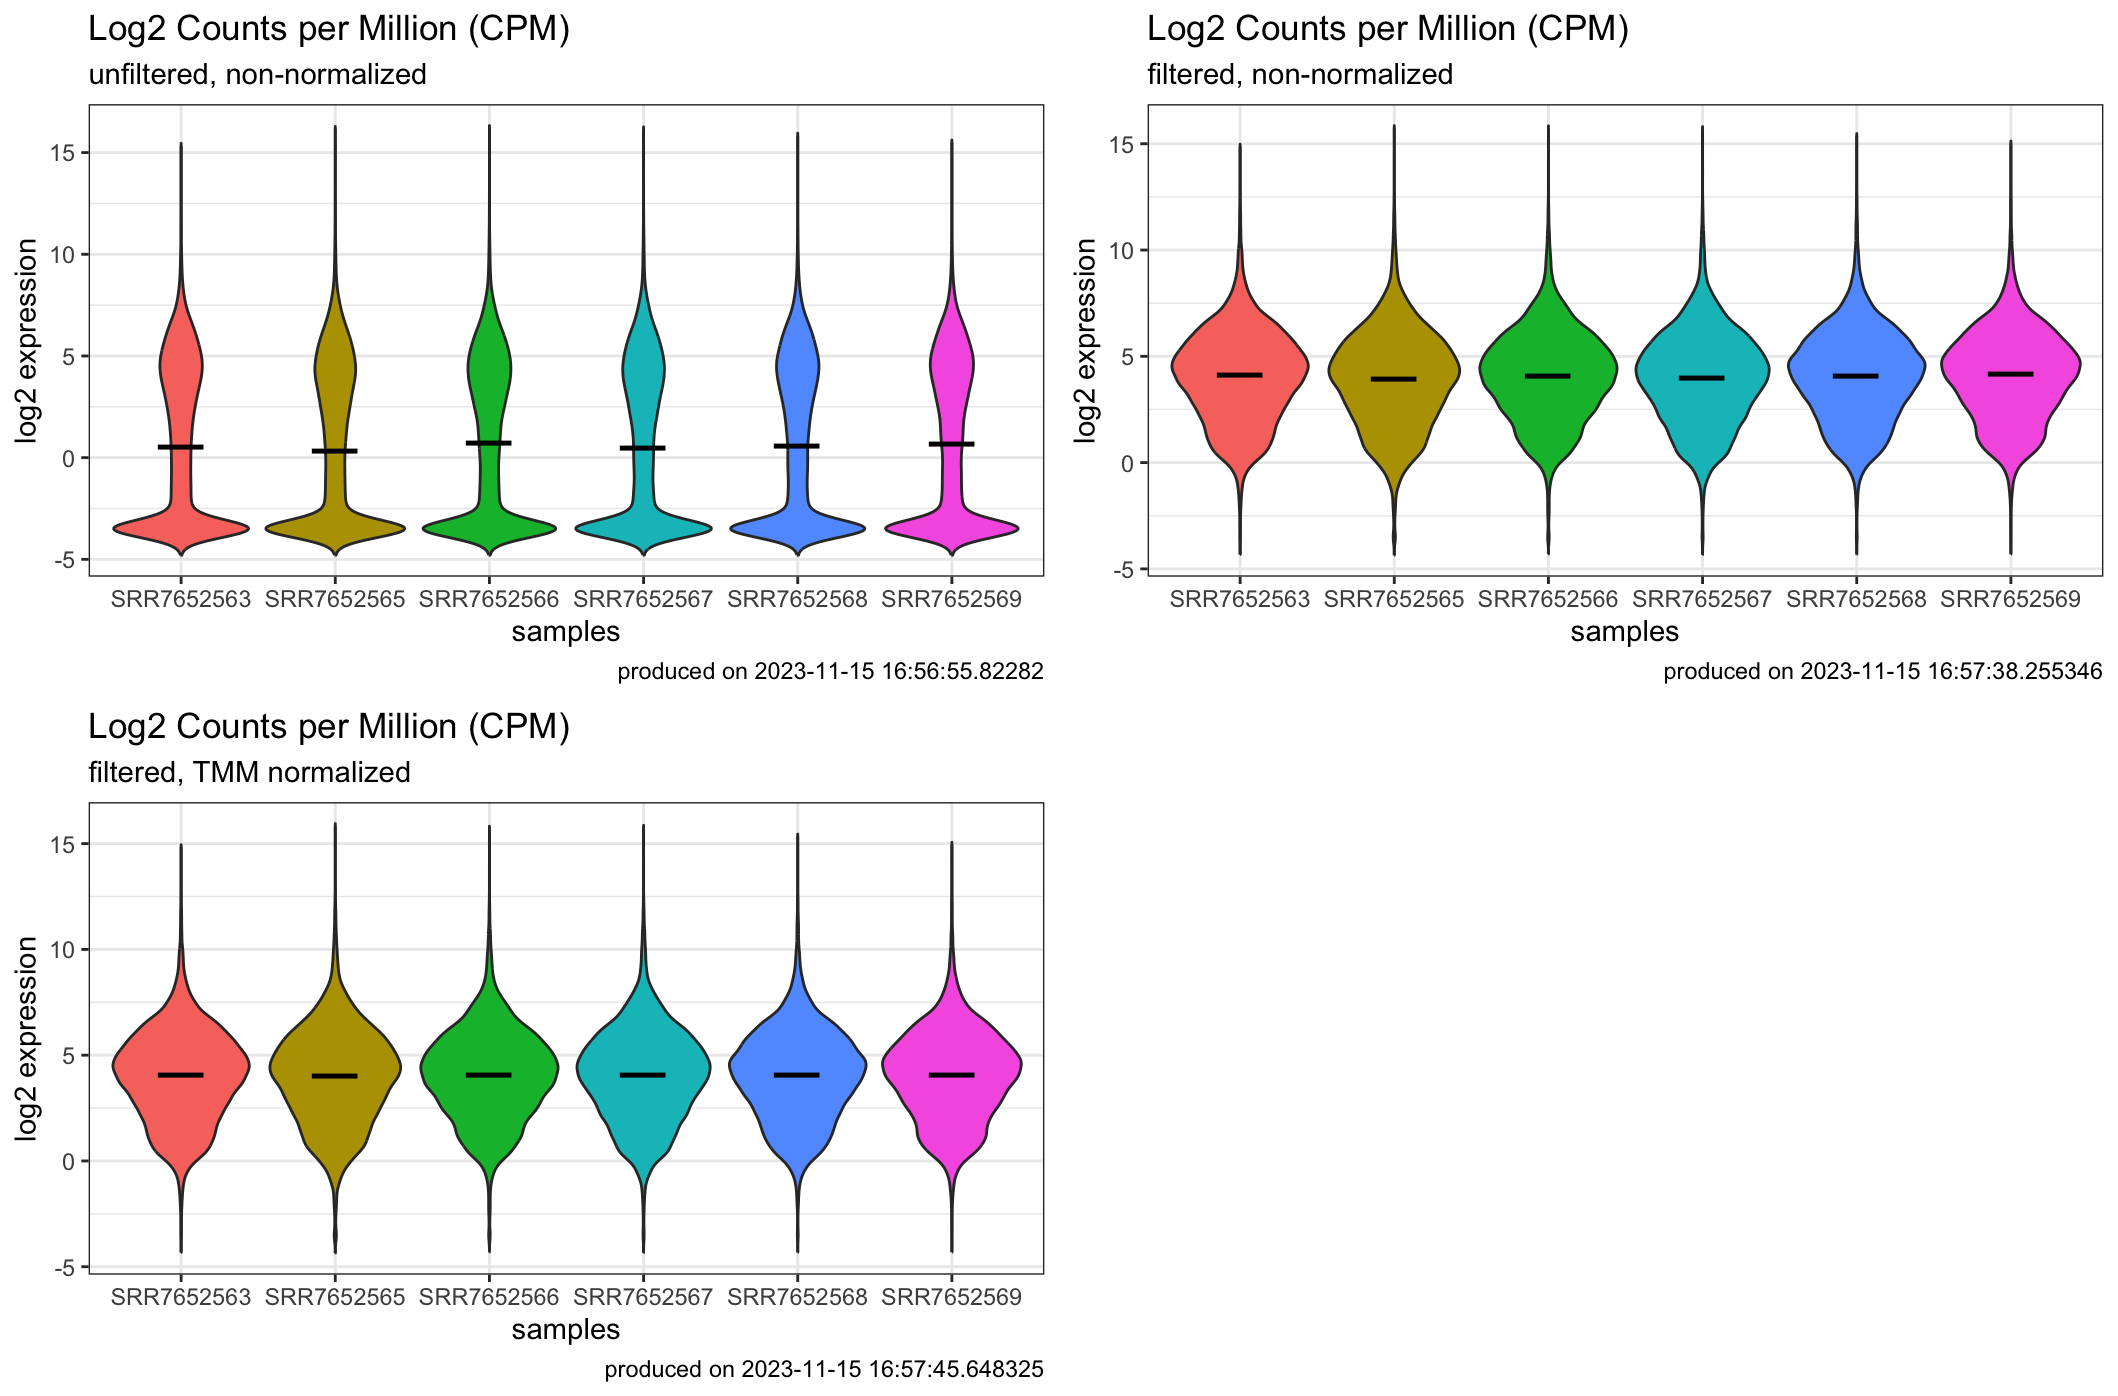 Log2 Counts per Million (CPM)
unfiltered, non-normalized
log2 expression
15
10
5
0
-5
SRR7652563 SRR7652565 SRR7652566 SRR7652567 SRR7652568 SRR7652569
samples
produced on 2023-11-15 16:56:55.82282
Log2 Counts per Million (CPM)
filtered, non-normalized
log2 expression
15
10
5
0
-5
SRR7652563 SRR7652565 SRR7652566 SRR7652567 SRR7652568 SRR7652569
samples
produced on 2023-11-15 16:57:38.255346
Log2 Counts per Million (CPM)
filtered, TMM normalized
log2 expression
15
10
5
0
-5
SRR7652563 SRR7652565 SRR7652566 SRR7652567 SRR7652568 SRR7652569
samples
produced on 2023-11-15 16:57:45.648325